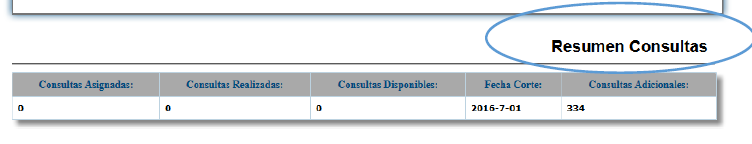 Resumen Consultas
Consultas Asignadas: Consultas Realizadas: Consultas Disponibles: Fecha Corte: Consultas Adicionales:
0 0 0 2016-7-01 334